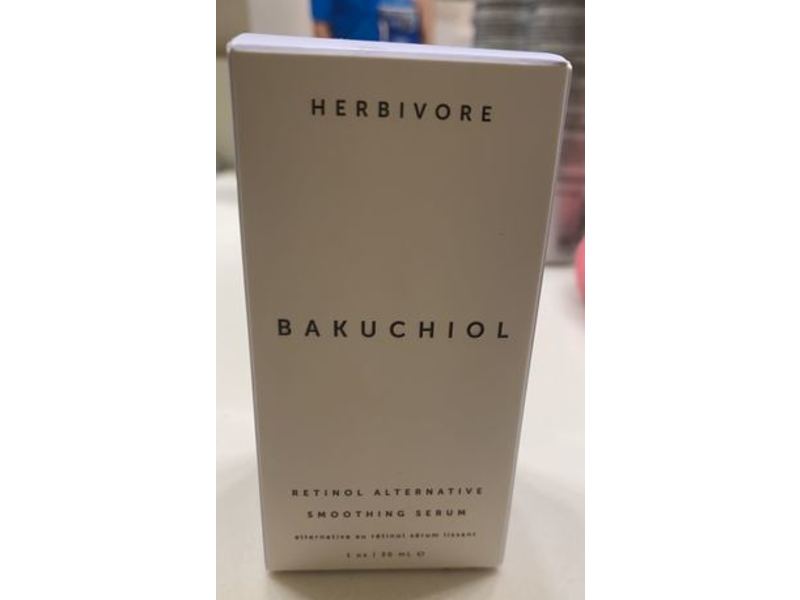 HERBIVORE
BAKUCHIOL
RETINOL ALTERNATIVE
SMOOTHING SERUM
alternative au rétinol sérum lissant
1 oz | 30 mL ℮